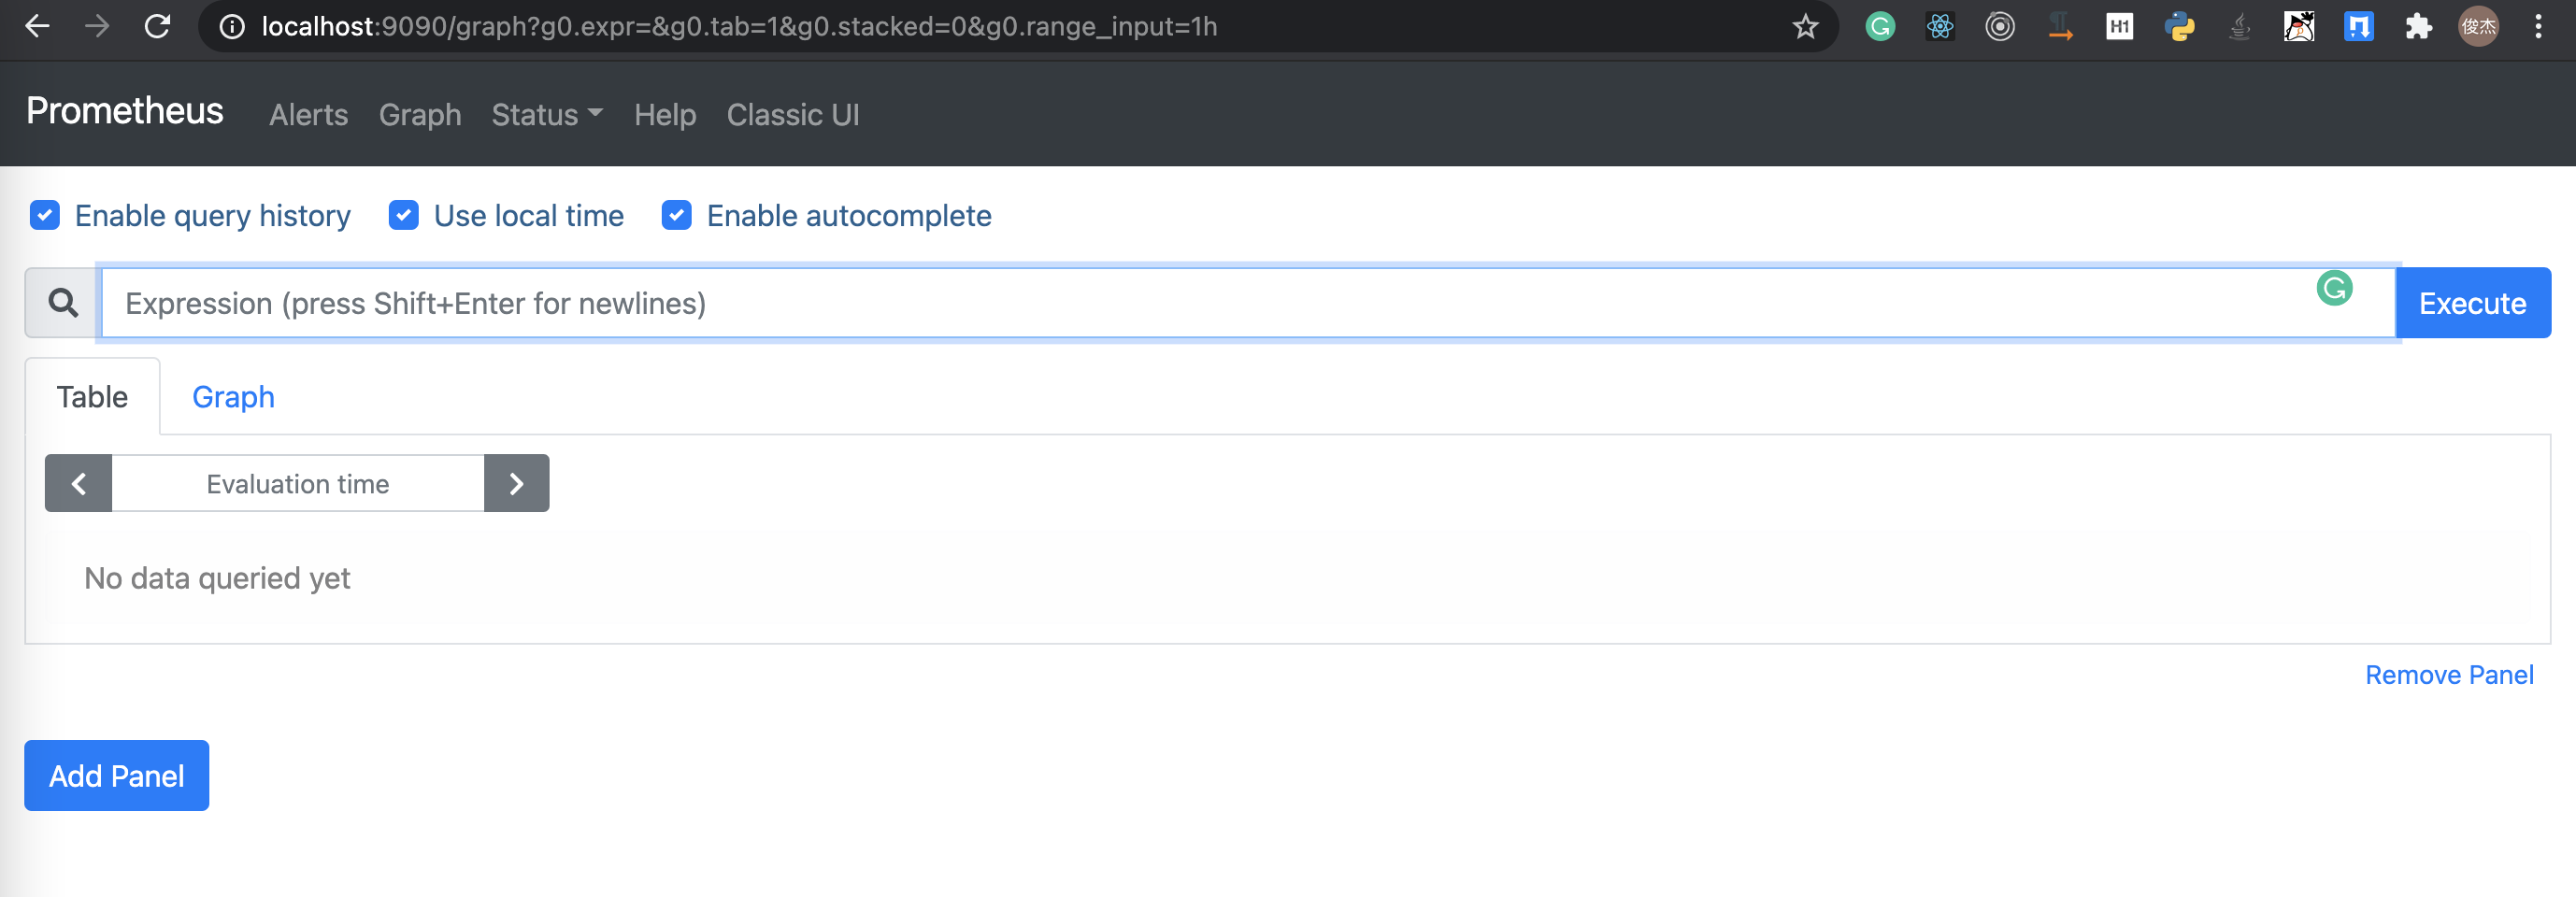 localhost:9090/graph?g0.expr=&g0.tab=1&g0.stacked=0&g0.range_input=1h
H1
俊杰
Prometheus Alerts Graph Status Help Classic UI
Enable query history Use local time Enable autocomplete
Expression (press Shift+Enter for newlines)
Execute
Table Graph
Evaluation time
No data queried yet
Remove Panel
Add Panel